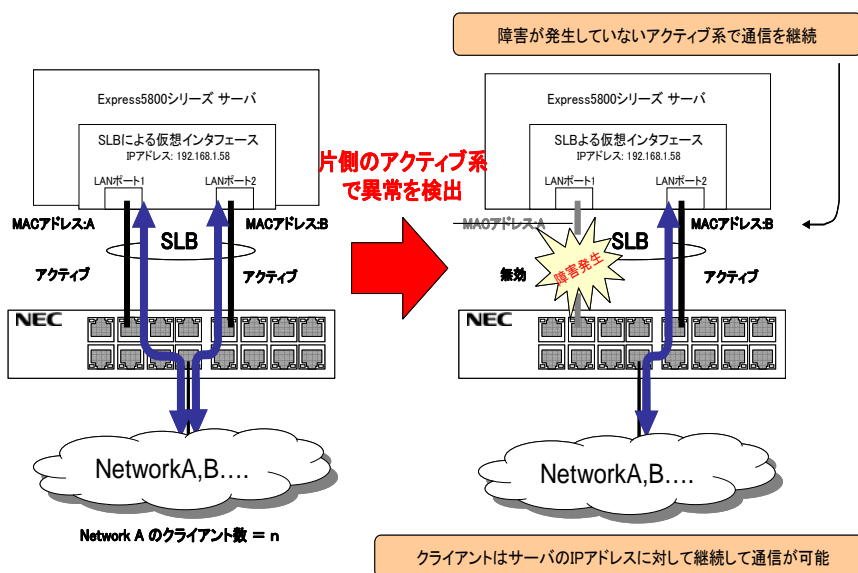 障害が発生していないアクティブ系で通信を継続
Express5800シリーズ サーバ
SLBによる仮想インタフェース
IPアドレス: 192.168.1.58
LANポート1
LANポート2
MACアドレス:A
MACアドレス:B
SLB
アクティブ
アクティブ
NEC
NetworkA,B....
Network A のクライアント数 = n
片側のアクティブ系
で異常を検出
Express5800シリーズ サーバ
SLBよる仮想インタフェース
IPアドレス: 192.168.1.58
LANポート1
LANポート2
MACアドレス:A
MACアドレス:B
SLB
無効
障害発生
アクティブ
NEC
NetworkA,B....
クライアントはサーバのIPアドレスに対して継続して通信が可能